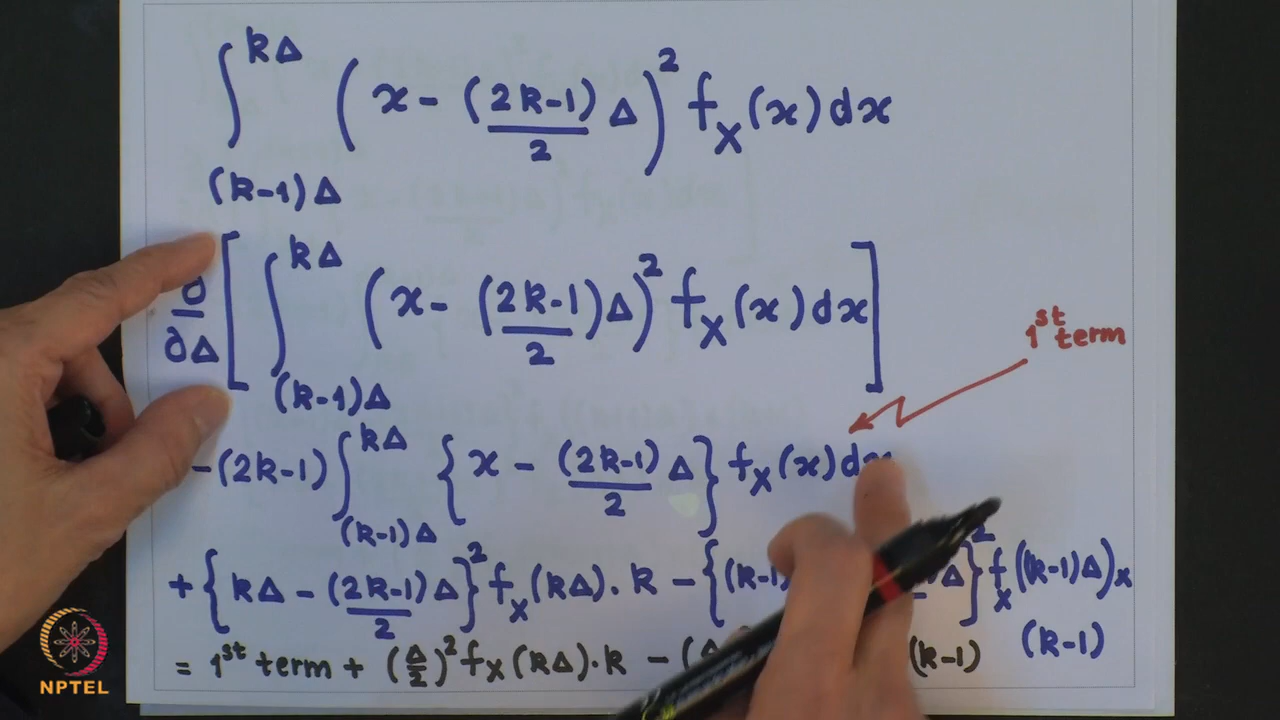 ∫_{(k-1)Δ}^{kΔ} (x - (2k-1)/2 Δ)² f_X(x) dx
∂/∂Δ [ ∫_{(k-1)Δ}^{kΔ} (x - (2k-1)/2 Δ)² f_X(x) dx ]
1st term
-(2k-1) ∫_{(k-1)Δ}^{kΔ} { x - (2k-1)/2 Δ } f_X(x) d
+ { kΔ - (2k-1)/2 Δ }² f_X(kΔ). k - { (k-1) Δ }² f_X((k-1)Δ) x
(k-1)
= 1st term + (Δ/2)² f_X(kΔ).k - ( (k-1)
NPTEL